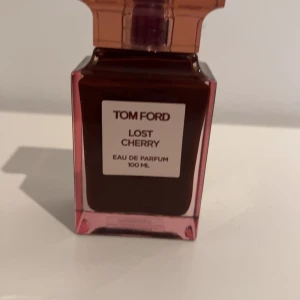 TOM FORD
LOST
CHERRY
EAU DE PARFUM
100 ML